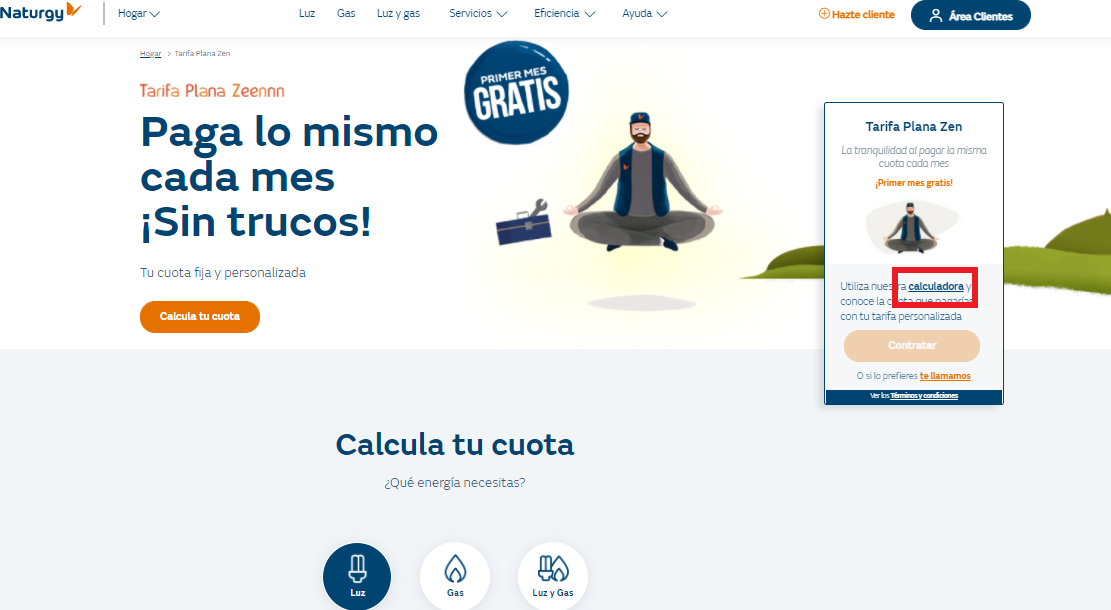 Naturgy
Hogar
Luz
Gas
Luz y gas
Servicios
Eficiencia
Ayuda
Hazte cliente
Área Clientes
Hogar > Tarifa Plana Zen
Tarifa Plana Zeennn
Paga lo mismo
cada mes
¡Sin trucos!
Tu cuota fija y personalizada
Calcula tu cuota
PRIMER MES
GRATIS
Tarifa Plana Zen
La tranquilidad al pagar la misma
cuota cada mes
¡Primer mes gratis!
Utiliza nuestra calculadora y
conoce la cuota que pagarías
con tu tarifa personalizada
Contratar
O si lo prefieres te llamamos
Ver los Términos y condiciones
Calcula tu cuota
¿Qué energía necesitas?
Luz
Gas
Luz y Gas